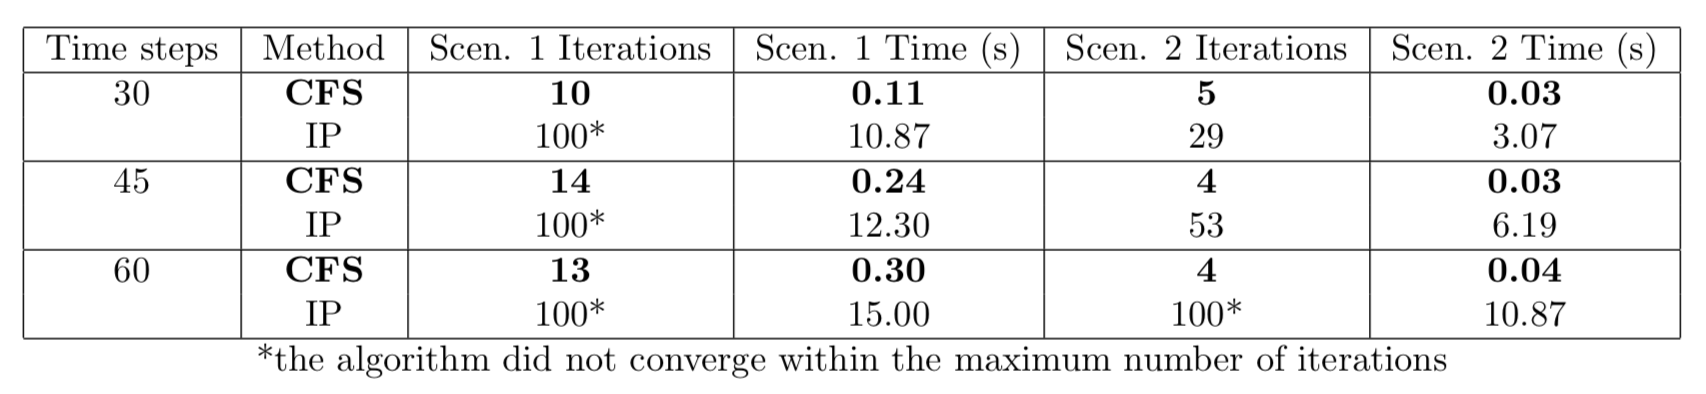 Time steps Method Scen. 1 Iterations Scen. 1 Time (s) Scen. 2 Iterations Scen. 2 Time (s)
30 CFS 10 0.11 5 0.03
IP 100* 10.87 29 3.07
45 CFS 14 0.24 4 0.03
IP 100* 12.30 53 6.19
60 CFS 13 0.30 4 0.04
IP 100* 15.00 100* 10.87
*the algorithm did not converge within the maximum number of iterations